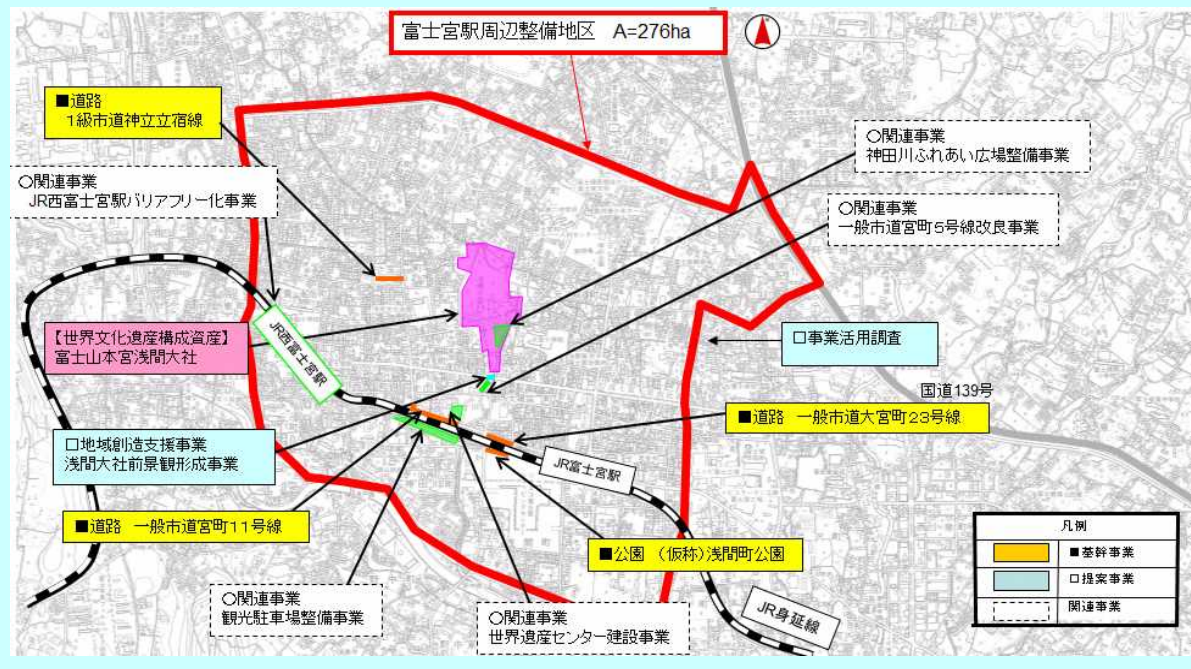 富士宮駅周辺整備地区 A=276ha
■道路
1級市道神立立宿線
○関連事業
JR西富士宮駅バリアフリー化事業
○関連事業
神田川ふれあい広場整備事業
○関連事業
一般市道宮町5号線改良事業
JR西富士宮駅
【世界文化遺産構成資産】
富士山本宮浅間大社
□事業活用調査
国道139号
■道路 一般市道大宮町23号線
□地域創造支援事業
浅間大社前景観形成事業
JR富士宮駅
■道路 一般市道宮町11号線
■公園 (仮称)浅間町公園
○関連事業
観光駐車場整備事業
○関連事業
世界遺産センター建設事業
JR身延線
凡例
■基幹事業
□提案事業
関連事業